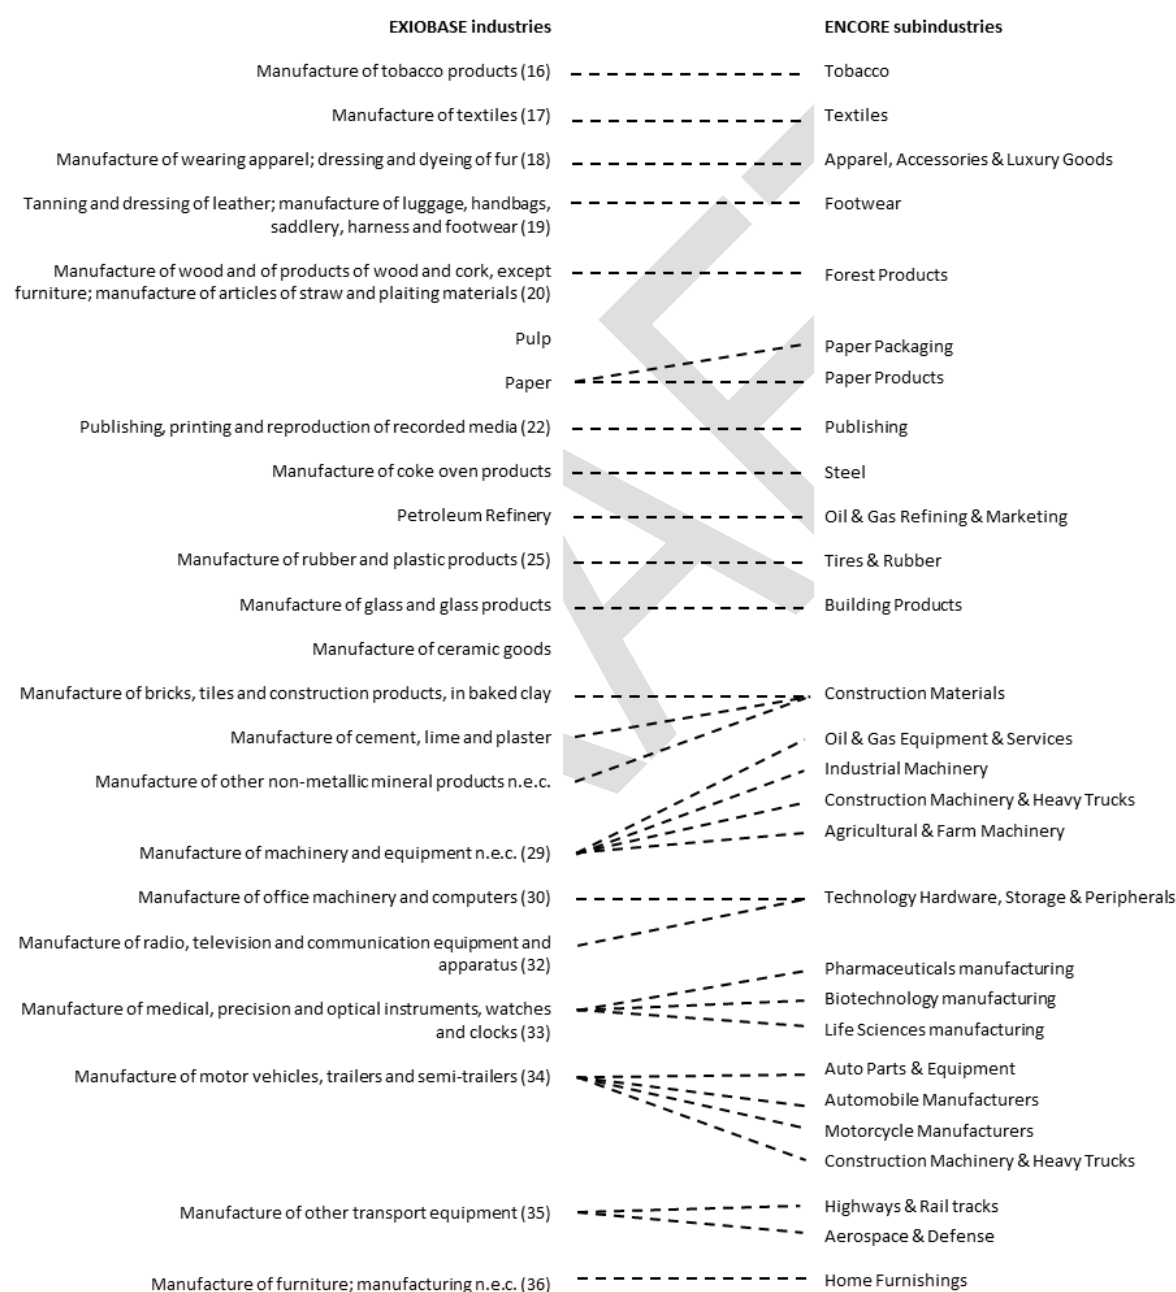 EXIOBASE industries ENCORE subindustries
Manufacture of tobacco products (16) Tobacco
Manufacture of textiles (17) Textiles
Manufacture of wearing apparel; dressing and dyeing of fur (18) Apparel, Accessories & Luxury Goods
Tanning and dressing of leather; manufacture of luggage, handbags, Footwear
saddlery, harness and footwear (19)
Manufacture of wood and of products of wood and cork, except Forest Products
furniture; manufacture of articles of straw and plaiting materials (20)
Pulp
Paper Packaging
Paper Paper Products
Publishing, printing and reproduction of recorded media (22) Publishing
Manufacture of coke oven products Steel
Petroleum Refinery Oil & Gas Refining & Marketing
Manufacture of rubber and plastic products (25) Tires & Rubber
Manufacture of glass and glass products Building Products
Manufacture of ceramic goods
Manufacture of bricks, tiles and construction products, in baked clay Construction Materials
Manufacture of cement, lime and plaster Oil & Gas Equipment & Services
Industrial Machinery
Manufacture of other non-metallic mineral products n.e.c.
Construction Machinery & Heavy Trucks
Agricultural & Farm Machinery
Manufacture of machinery and equipment n.e.c. (29)
Manufacture of office machinery and computers (30) Technology Hardware, Storage & Peripherals
Manufacture of radio, television and communication equipment and
apparatus (32) Pharmaceuticals manufacturing
Biotechnology manufacturing
Manufacture of medical, precision and optical instruments, watches
and clocks (33) Life Sciences manufacturing
Auto Parts & Equipment
Manufacture of motor vehicles, trailers and semi-trailers (34)
Automobile Manufacturers
Motorcycle Manufacturers
Construction Machinery & Heavy Trucks
Highways & Rail tracks
Manufacture of other transport equipment (35)
Aerospace & Defense
Manufacture of furniture; manufacturing n.e.c. (36) Home Furnishings